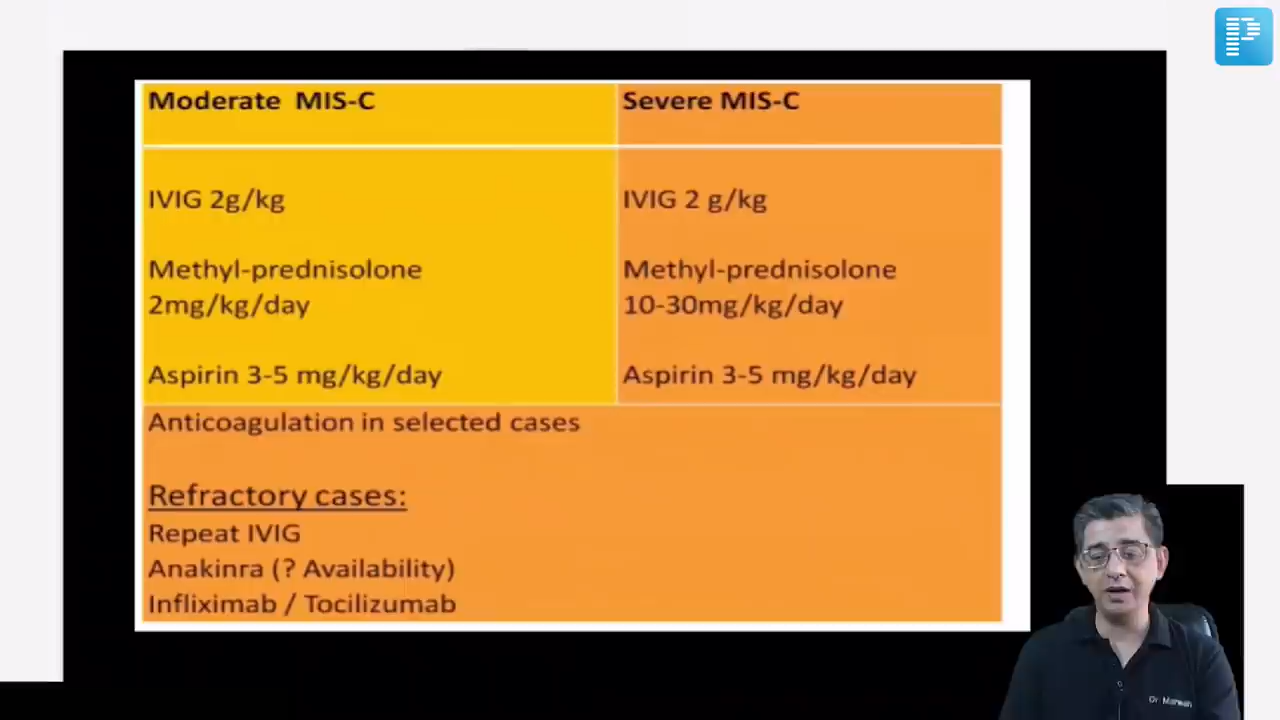 Moderate MIS-C
Severe MIS-C
IVIG 2g/kg
Methyl-prednisolone
2mg/kg/day
Aspirin 3-5 mg/kg/day
IVIG 2 g/kg
Methyl-prednisolone
10-30mg/kg/day
Aspirin 3-5 mg/kg/day
Anticoagulation in selected cases
Refractory cases:
Repeat IVIG
Anakinra (? Availability)
Infliximab / Tocilizumab
P
Dr. Marwah